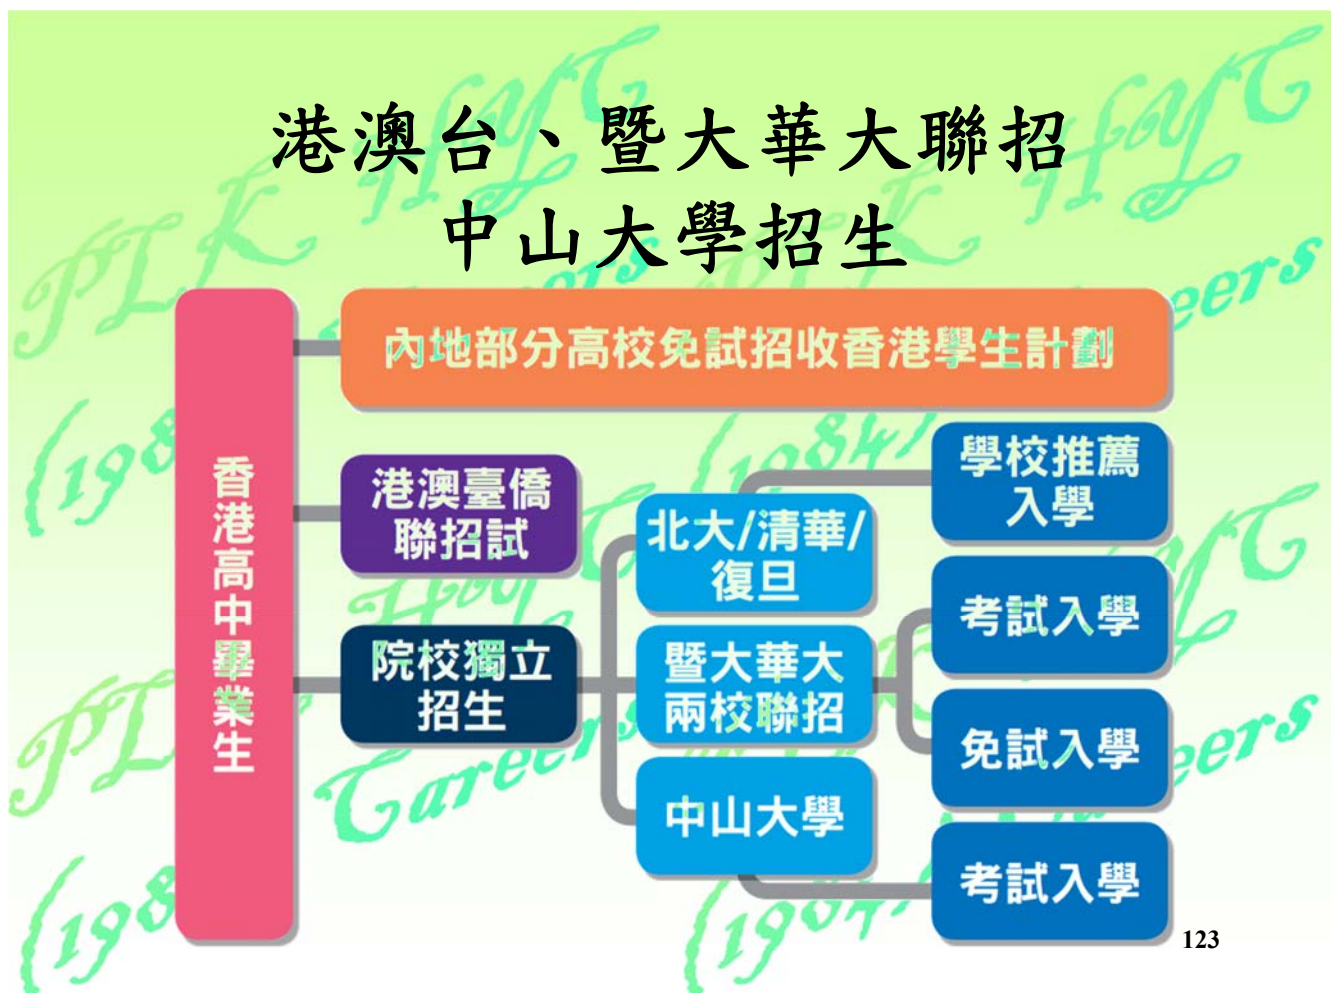 港澳台、暨大華大聯招
中山大學招生
香港高中畢業生
內地部分高校免試招收香港學生計劃
港澳臺僑
聯招試
院校獨立
招生
北大/清華/
復旦
暨大華大
兩校聯招
中山大學
學校推薦
入學
考試入學
免試入學
考試入學
123